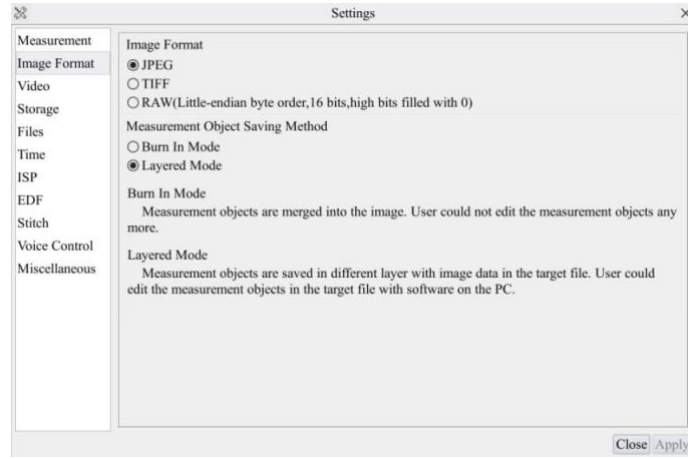 Settings
Measurement
Image Format
Video
Storage
Files
Time
ISP
EDF
Stitch
Voice Control
Miscellaneous
Image Format
JPEG
TIFF
RAW(Little-endian byte order,16 bits,high bits filled with 0)
Measurement Object Saving Method
Burn In Mode
Layered Mode
Burn In Mode
Measurement objects are merged into the image. User could not edit the measurement objects any
more.
Layered Mode
Measurement objects are saved in different layer with image data in the target file. User could
edit the measurement objects in the target file with software on the PC.
Close Apply